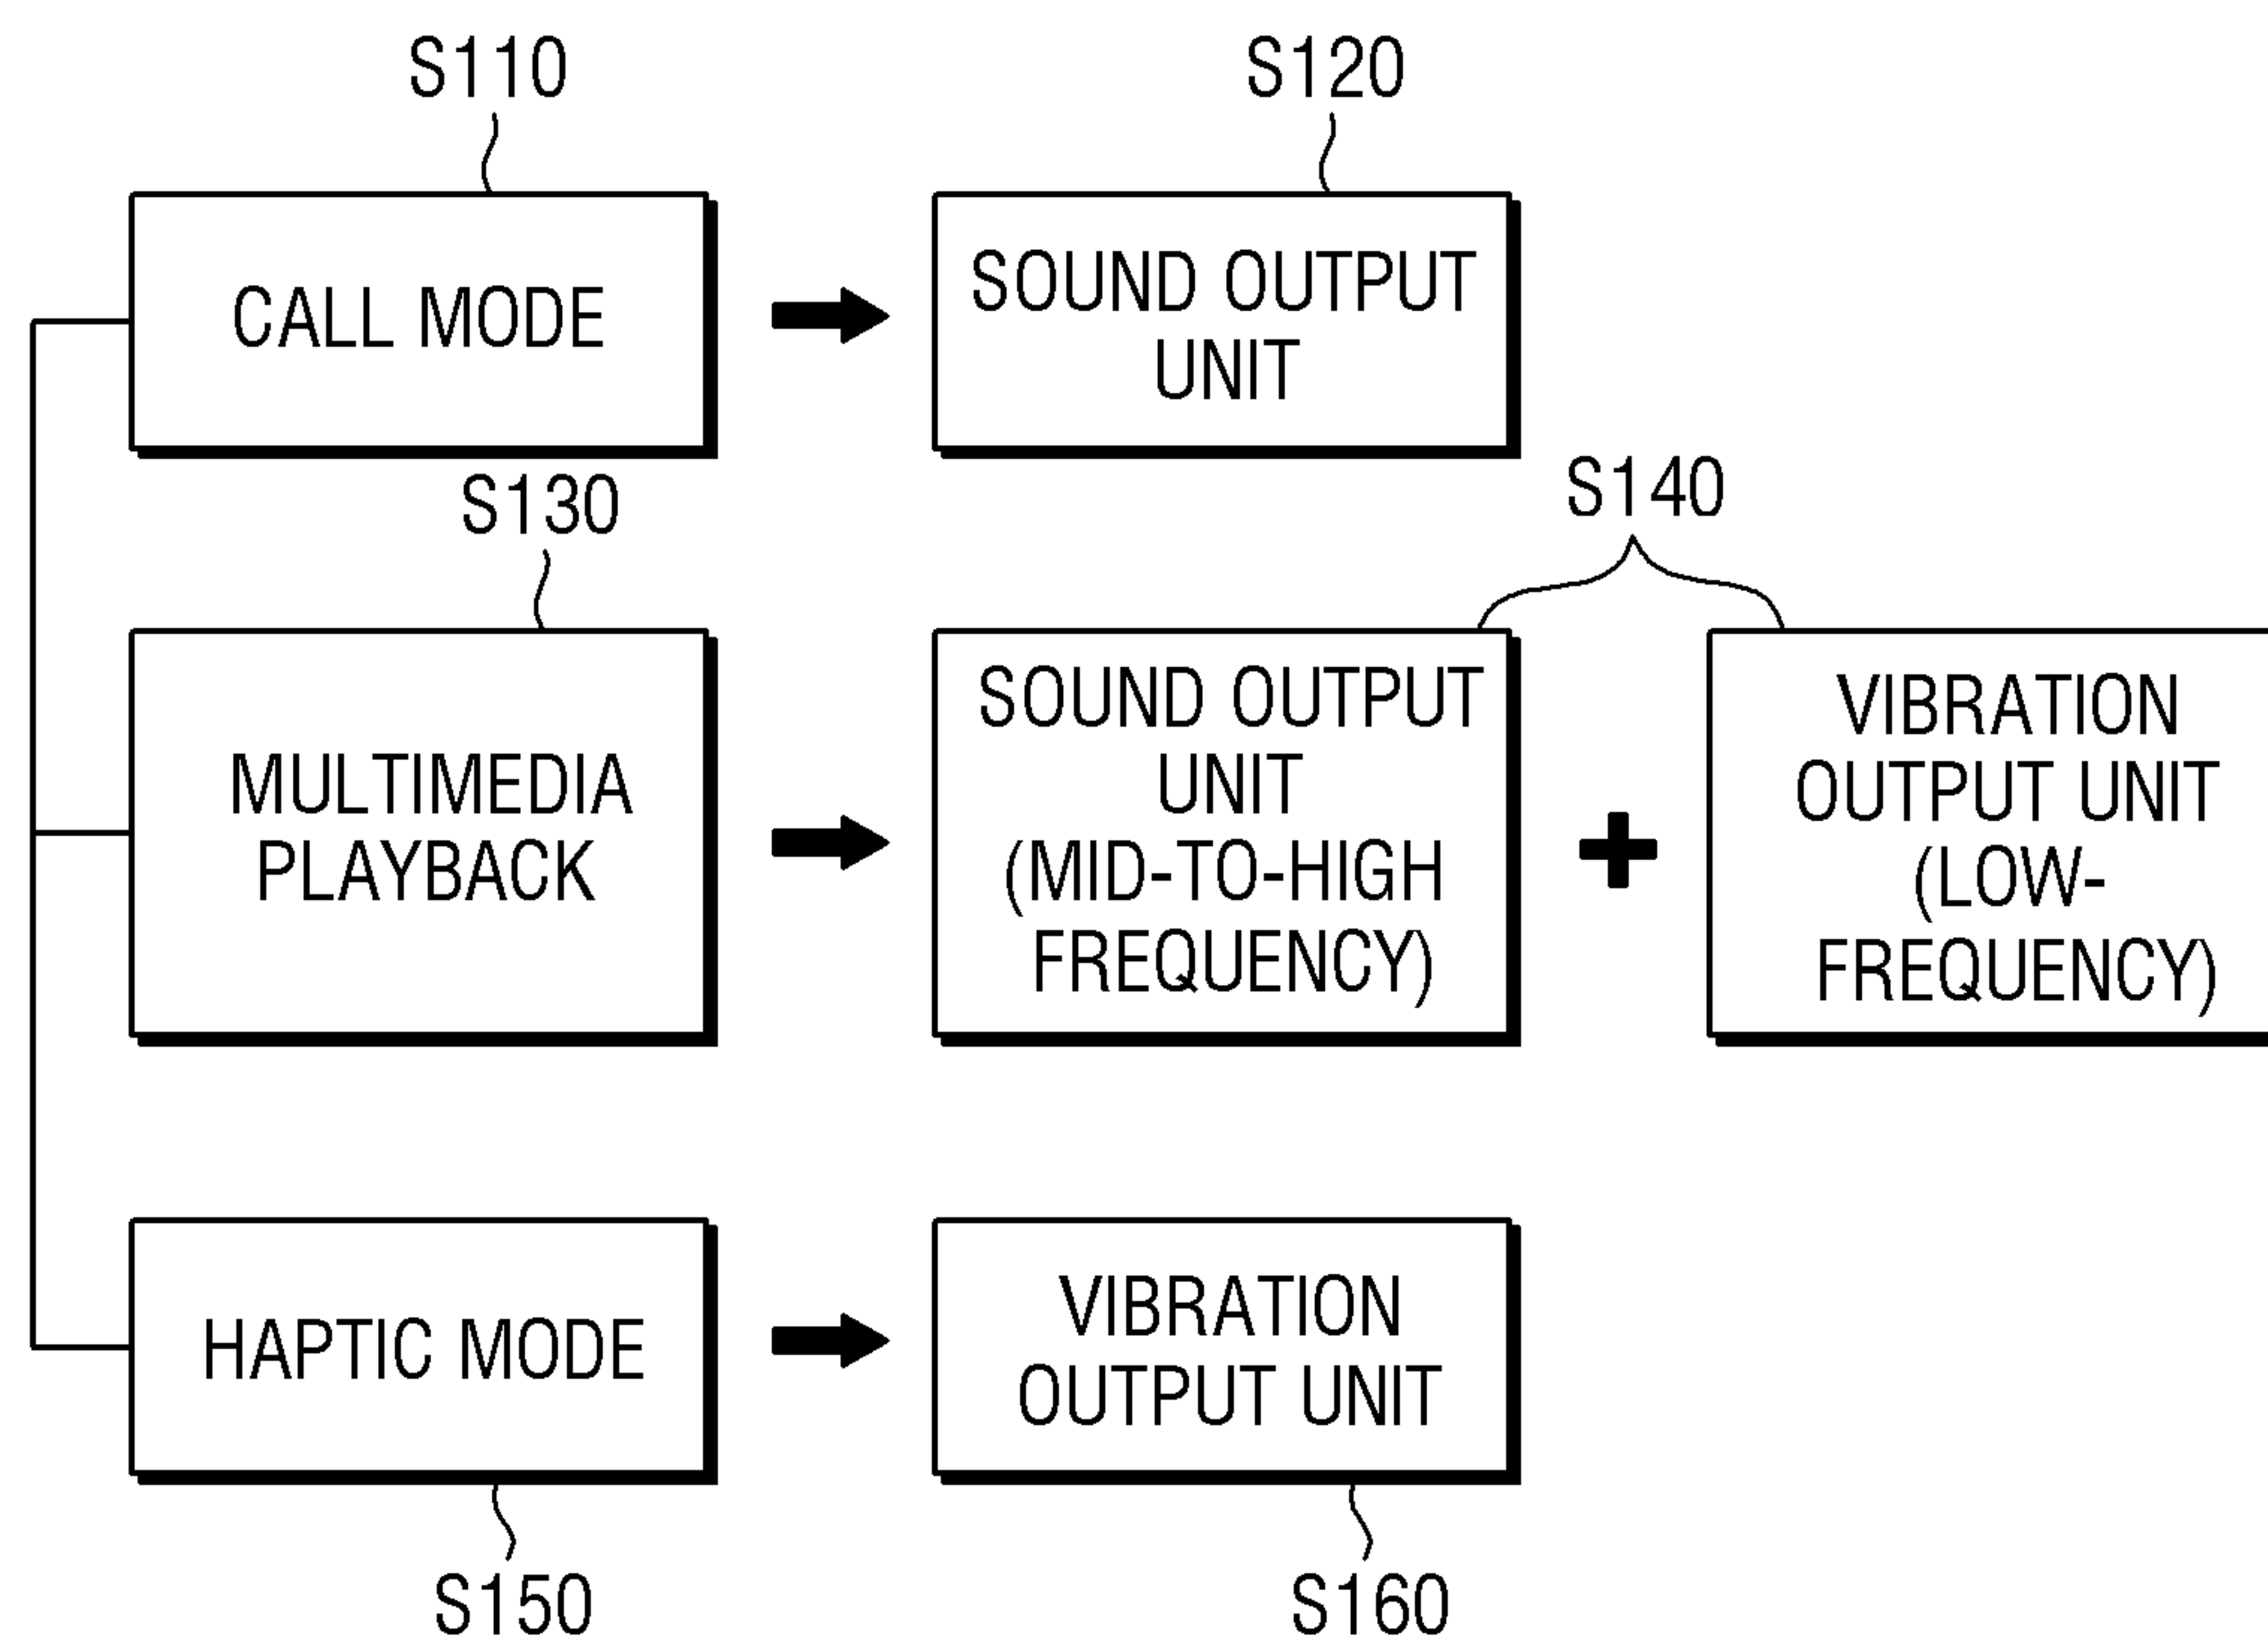 S110
S120
CALL MODE
SOUND OUTPUT
UNIT
S130
S140
MULTIMEDIA
PLAYBACK
SOUND OUTPUT
UNIT
(MID-TO-HIGH
FREQUENCY)
VIBRATION
OUTPUT UNIT
(LOW-
FREQUENCY)
HAPTIC MODE
VIBRATION
OUTPUT UNIT
S150
S160